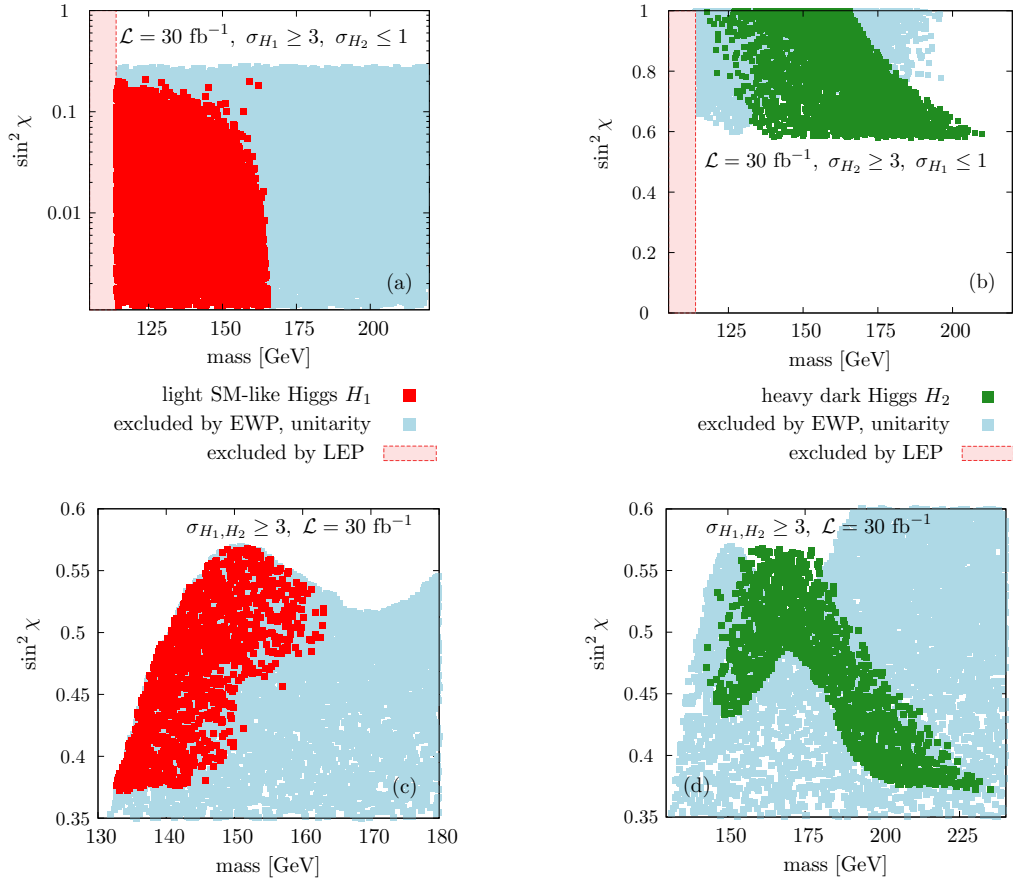 ℒ = 30 fb⁻¹, σ_{H₁} ≥ 3, σ_{H₂} ≤ 1
0.1
0.01
sin² χ
(a)
125
150
175
200
mass [GeV]
light SM-like Higgs H₁
excluded by EWP, unitarity
excluded by LEP
1
0.8
0.6
0.4
0.2
0
sin² χ
ℒ = 30 fb⁻¹, σ_{H₂} ≥ 3, σ_{H₁} ≤ 1
(b)
125
150
175
200
mass [GeV]
heavy dark Higgs H₂
excluded by EWP, unitarity
excluded by LEP
σ_{H₁,H₂} ≥ 3, ℒ = 30 fb⁻¹
0.6
0.55
0.5
0.45
0.4
0.35
sin² χ
(c)
130
140
150
160
170
180
mass [GeV]
σ_{H₁,H₂} ≥ 3, ℒ = 30 fb⁻¹
0.6
0.55
0.5
0.45
0.4
0.35
sin² χ
(d)
150
175
200
225
mass [GeV]